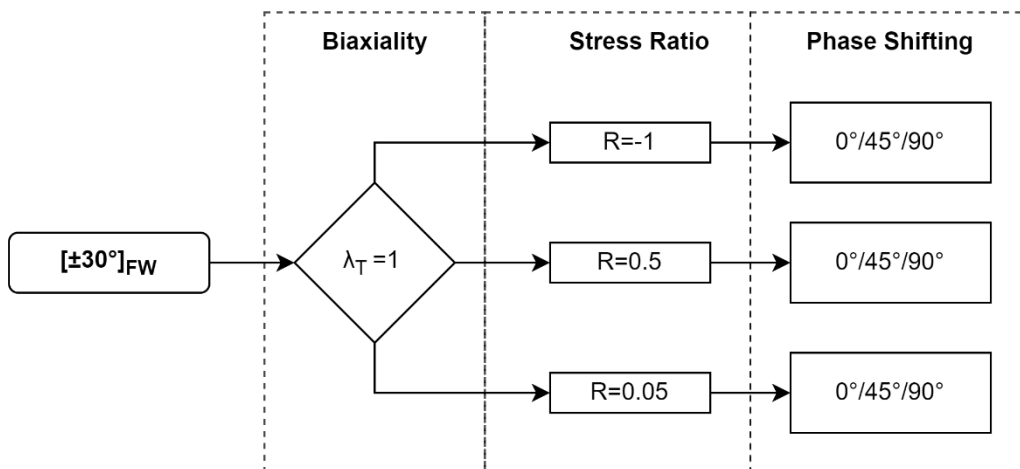 Biaxiality
Stress Ratio
Phase Shifting
R=-1
0°/45°/90°
[±30°]FW
λT =1
R=0.5
0°/45°/90°
R=0.05
0°/45°/90°